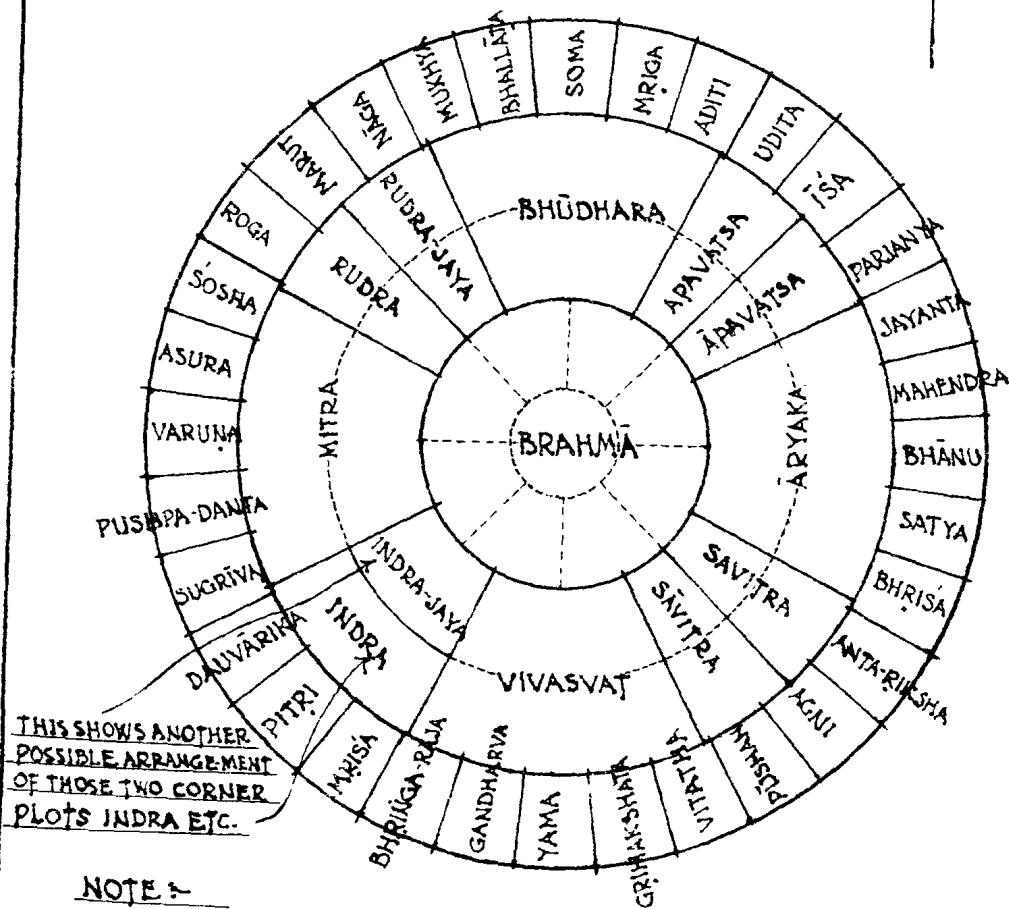 SOMA
MṚIGA
ADITI
UDITA
ĪŚA
PARJANYA
JAYANTA
MAHENDRA
BHĀNU
SATYA
BHṚIŚA
ANTA-RIKSHA
AGNI
PŪSHAN
VITATHA
GṚIHAKSHATA
YAMA
GANDHARVA
BHṚIṄGA-RĀJA
MṚIŚA
PITṚI
DAUVĀRIKA
SUGRĪVA
PUSHPA-DANTA
VARUṆA
ASURA
ŚOSHA
ROGA
MARUT
NĀGA
MUKHYA
BHALLĀṬA
BHŪDHARA
APAVATSA
ĀPAVATSA
ĀRYAKA
SAVITRA
SĀVITRA
VIVASVAT
INDRA-JAYA
INDRA
MITRA
RUDRA
RUDRA-JAYA
BRAHMĀ
THIS SHOWS ANOTHER
POSSIBLE ARRANGEMENT
OF THOSE TWO CORNER
PLOTS INDRA ETC.
NOTE :-